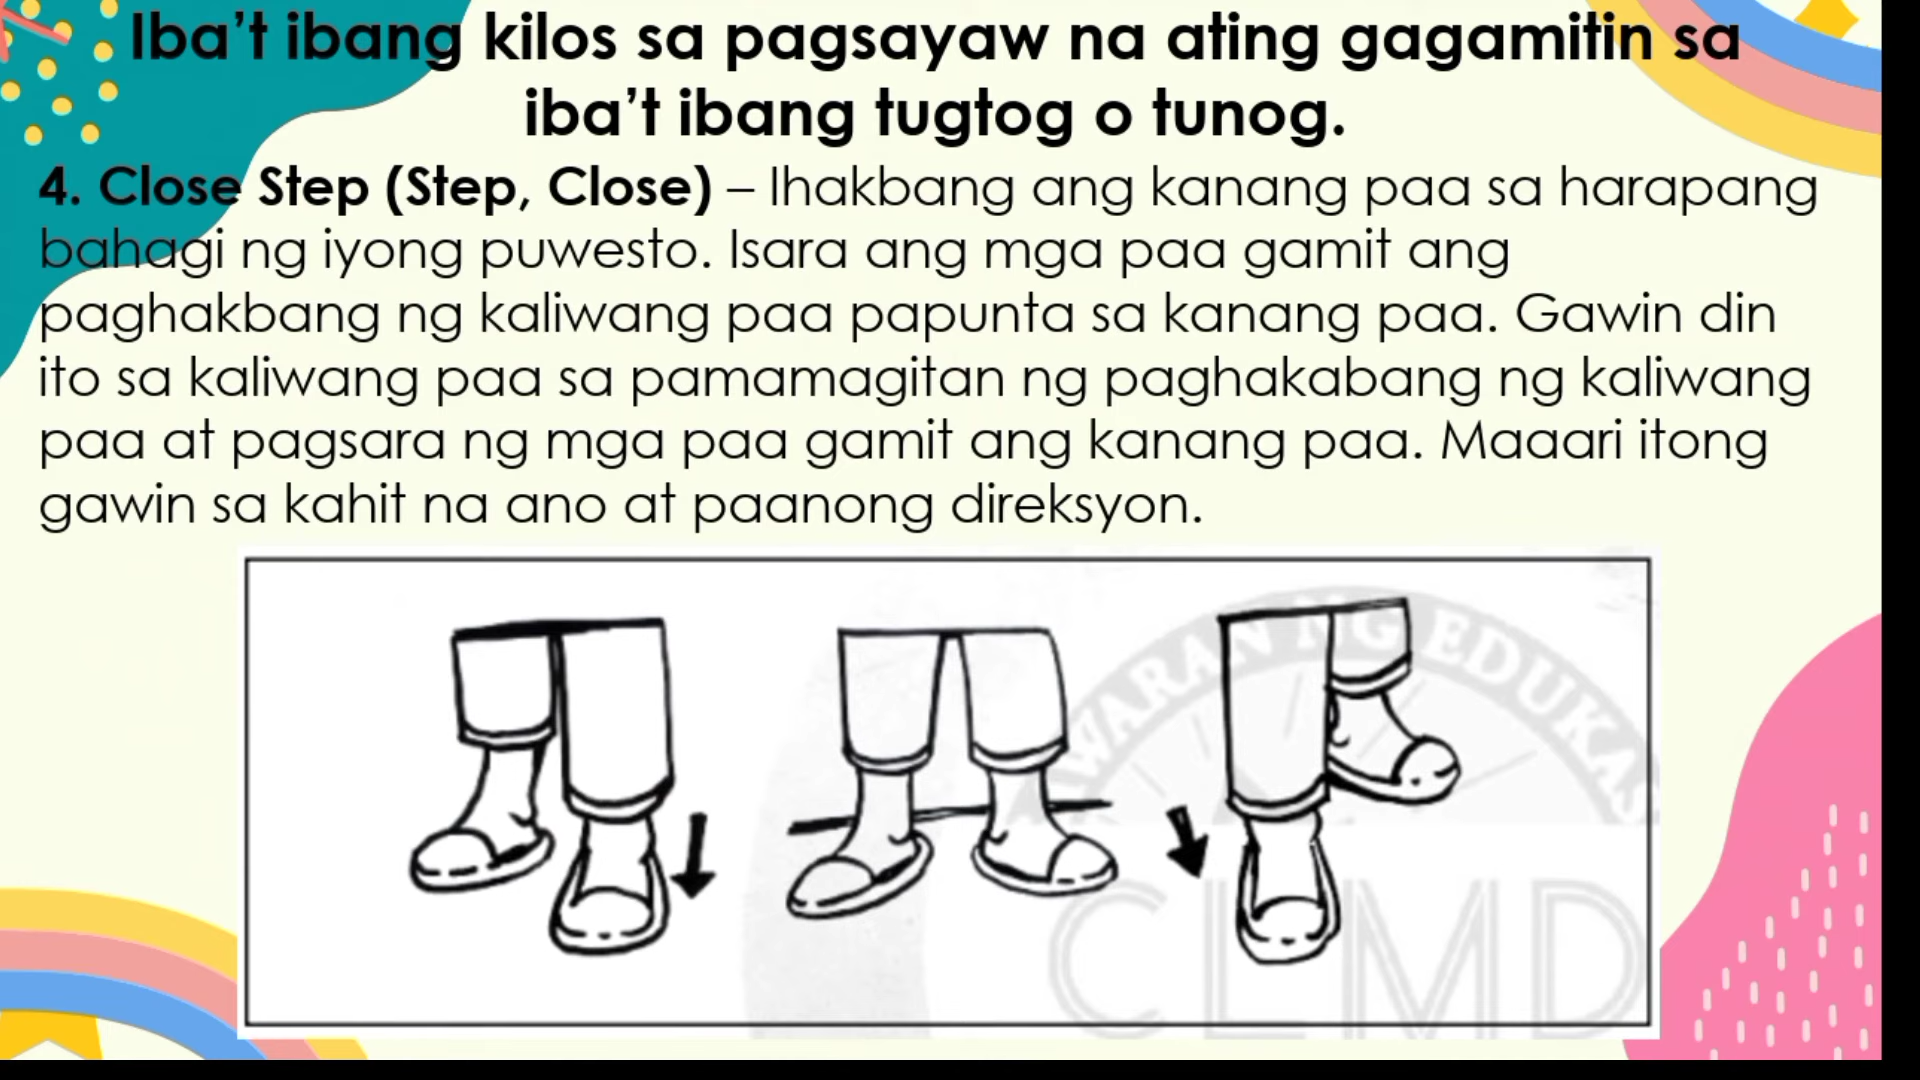 Iba't ibang kilos sa pagsayaw na ating gagamitin sa
iba't ibang tugtog o tunog.
4. Close Step (Step, Close) – Ihakbang ang kanang paa sa harapang
bahagi ng iyong puwesto. Isara ang mga paa gamit ang
paghakbang ng kaliwang paa papunta sa kanang paa. Gawin din
ito sa kaliwang paa sa pamamagitan ng paghakabang ng kaliwang
paa at pagsara ng mga paa gamit ang kanang paa. Maaari itong
gawin sa kahit na ano at paanong direksyon.
NG
CLMD